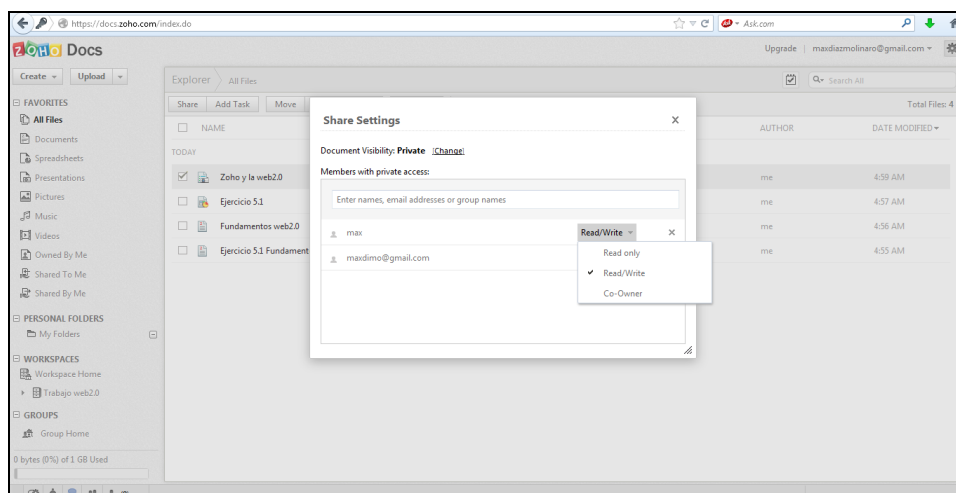 https://docs.zoho.com/index.do
Ask.com
ZOHO Docs
Upgrade | maxdiazmolinaro@gmail.com
Create Upload
Explorer All Files Search All
FAVORITES
All Files
Documents
Spreadsheets
Presentations
Pictures
Music
Videos
Owned By Me
Shared To Me
Shared By Me
PERSONAL FOLDERS
My Folders
WORKSPACES
Workspace Home
Trabajo web2.0
GROUPS
Group Home
0 bytes (0%) of 1 GB Used
Share Add Task Move Total Files: 4
NAME AUTHOR DATE MODIFIED
TODAY
Zoho y la web2.0 me 4:59 AM
Ejercicio 5.1 me 4:57 AM
Fundamentos web2.0 me 4:56 AM
Ejercicio 5.1 Fundament me 4:55 AM
Share Settings
Document Visibility: Private [Change]
Members with private access:
Enter names, email addresses or group names
max Read/Write
maxdimo@gmail.com
Read only
Read/Write
Co-Owner